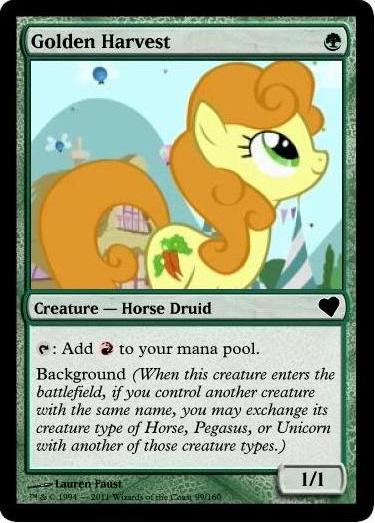 Golden Harvest
Creature — Horse Druid
: Add to your mana pool.
Background (When this creature enters the
battlefield, if you control another creature
with the same name, you may exchange its
creature type of Horse, Pegasus, or Unicorn
with another of those creature types.)
1/1
Lauren Faust
™ & © 1994 — 2011 Wizards of the Coast 99/160